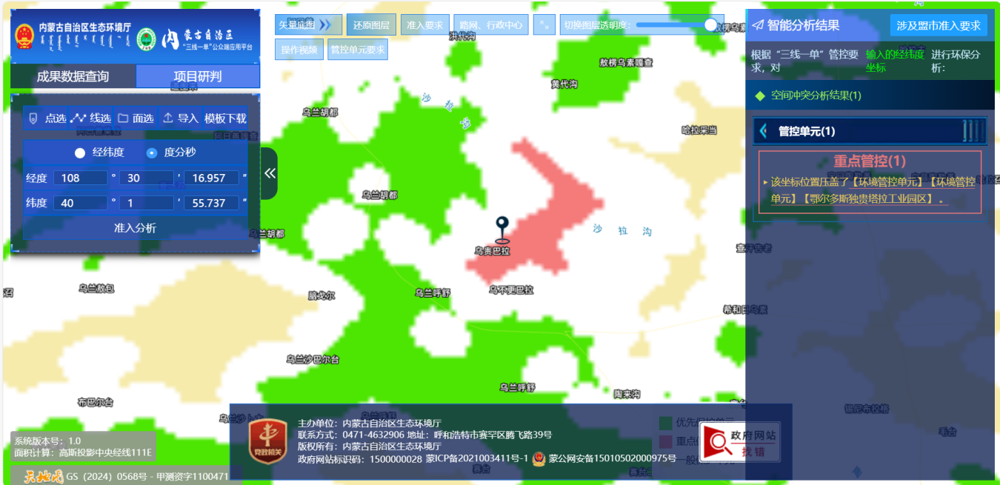 内蒙古自治区生态环境厅
内蒙古自治区
“三线一单”公众端应用平台
成果数据查询 项目研判
点选 线选 面选 导入 模板下载
经纬度 度分秒
经度 108 ° 30 ′ 16.957 ″
纬度 40 ° 1 ′ 55.737 ″
准入分析
矢量底图 还原图层 准入要求 路网、行政中心 切换图层透明度：
操作视频 管控单元要求
洪代沟
敖楞乌素嘎查
黄代沟
沙拉沟
乌兰胡都
哈拉采当
乌兰胡都
沙拉沟
乌兰胡都
乌贵巴拉
查汗告老
乌兰敖包
脑戈尔
乌兰呼舒
乌不更巴拉
希和日乌素
乌兰沙巴尔台
乌兰呼舒
陶来沟
布巴尔台
智能分析结果 涉及盟市准入要求
根据“三线一单”管控要求，对 输入的经纬度坐标 进行环保分析：
空间冲突分析结果(1)
管控单元(1)
重点管控(1)
该坐标位置压盖了【环境管控单元】【环境管控
单元】【鄂尔多斯独贵塔拉工业园区】 。
锡尼布拉格
毛台
系统版本号：1.0
面积计算：高斯投影中央经线111E
天地图 GS（2024）0568号 - 甲测资字1100471
党政机关
主办单位：内蒙古自治区生态环境厅
联系方式：0471-4632906 地址：呼和浩特市赛罕区腾飞路39号
版权所有：内蒙古自治区生态环境厅
政府网站标识码：1500000028 蒙ICP备2021003411号-1 蒙公网安备15010502000975号
政府网站
找错